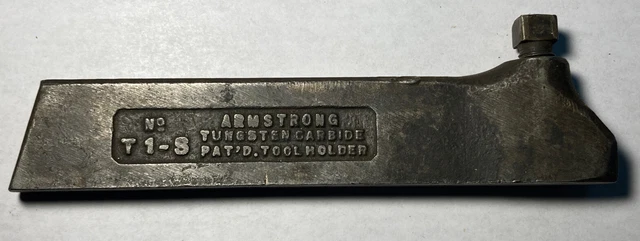 No
T 1-S
ARMSTRONG
TUNGSTEN CARBIDE
PAT'D. TOOL HOLDER